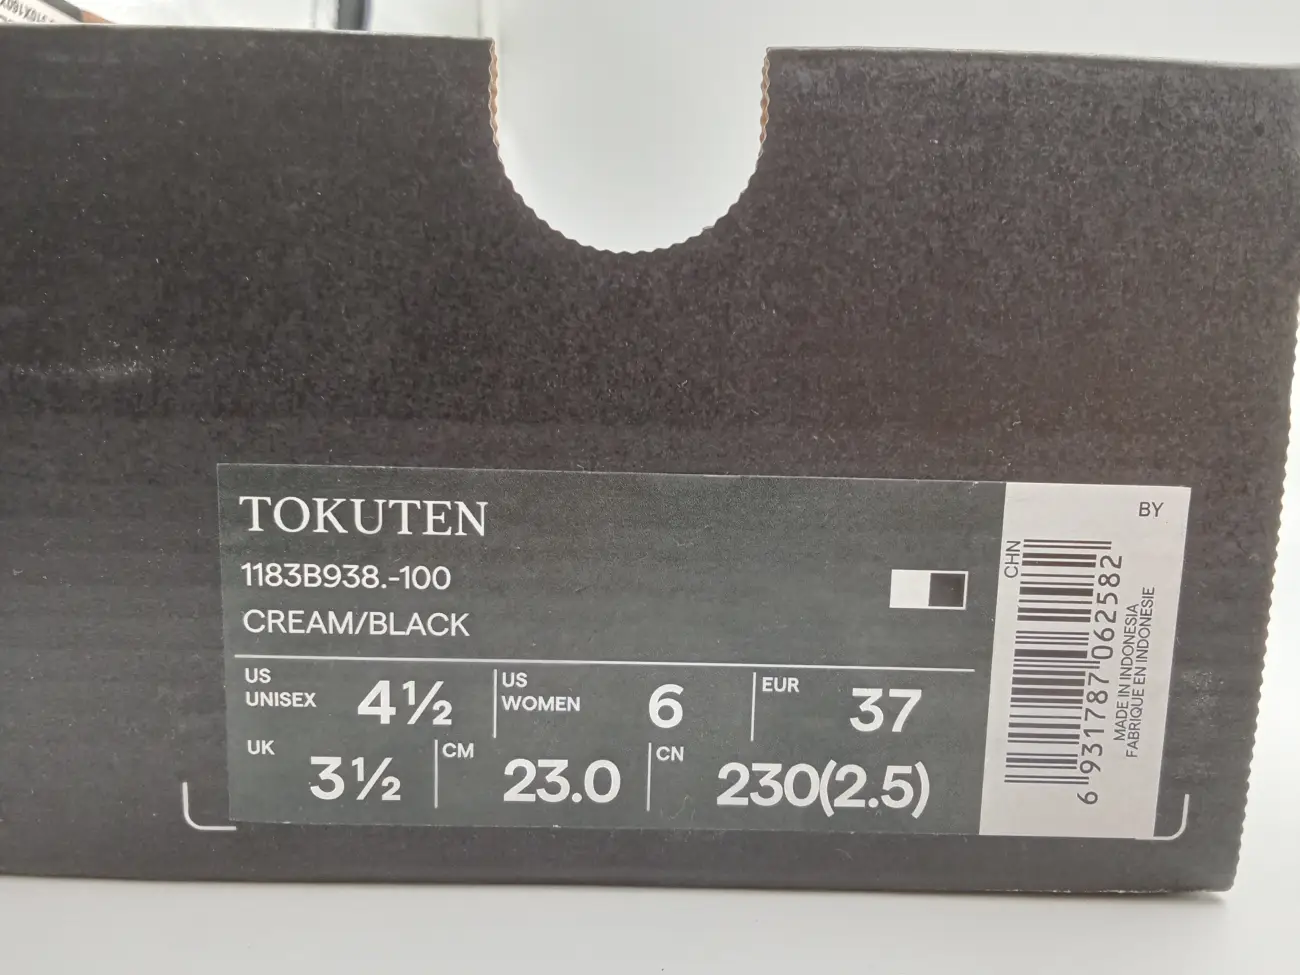 TOKUTEN
1183B938.-100
CREAM/BLACK
US UNISEX 4½
US WOMEN 6
EUR 37
UK 3½
CM 23.0
CN 230(2.5)
BY
CHN
6 931787 062582
MADE IN INDONESIA
FABRIQUE EN INDONESIE